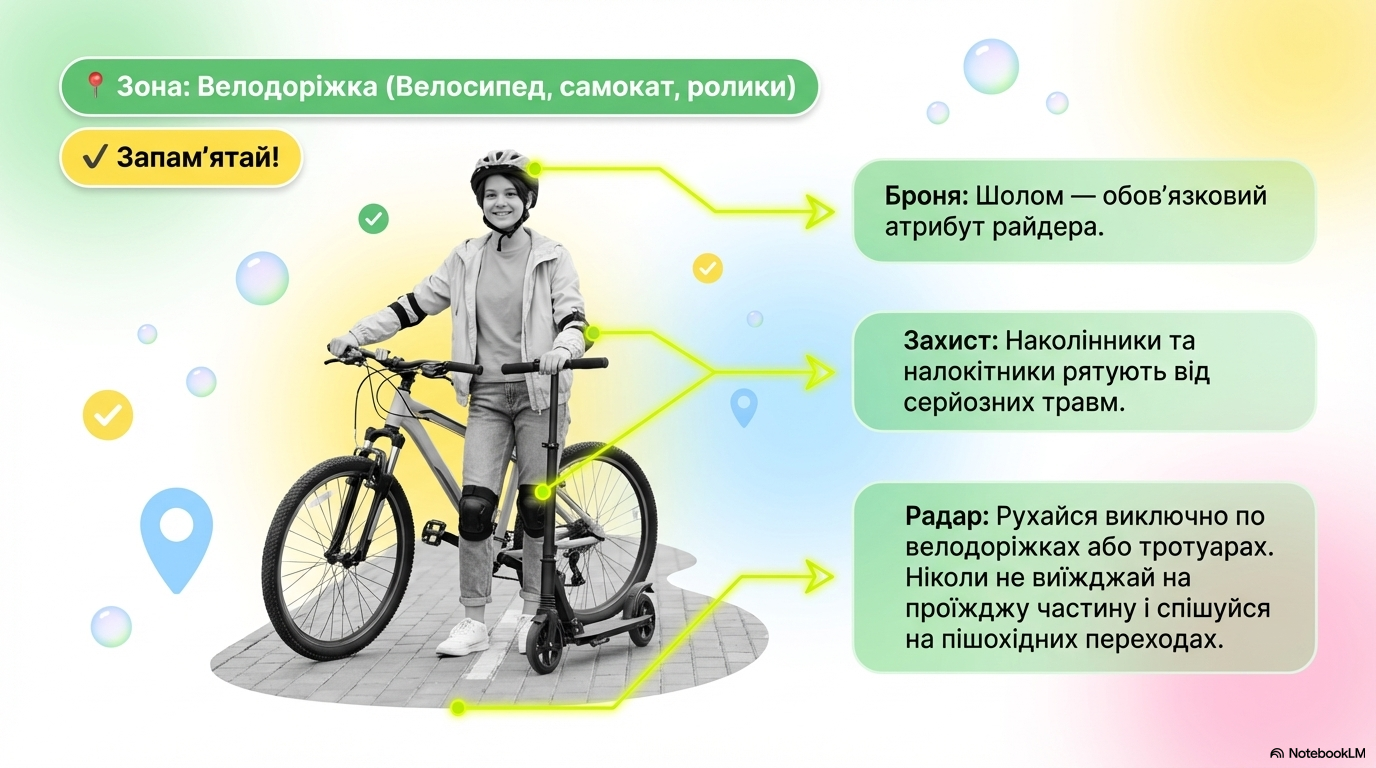 📍 Зона: Велодоріжка (Велосипед, самокат, ролики)
✔ Запам’ятай!
Броня: Шолом — обов’язковий
атрибут райдера.
Захист: Наколінники та
налокітники рятують від
серйозних травм.
Радар: Рухайся виключно по
велодоріжках або тротуарах.
Ніколи не виїжджай на
проїжджу частину і спішуйся
на пішохідних переходах.
NotebookLM